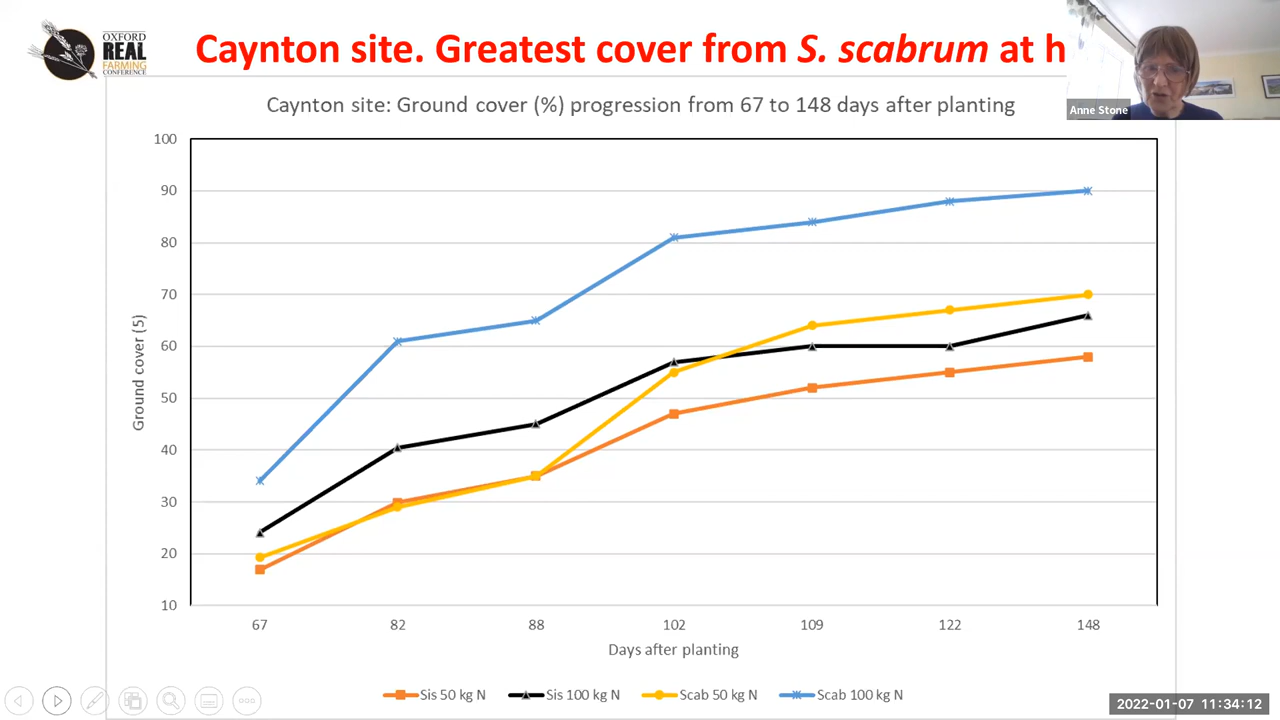 OXFORD
REAL
FARMING
CONFERENCE
Caynton site. Greatest cover from S. scabrum at h
Anne Stone
Caynton site: Ground cover (%) progression from 67 to 148 days after planting
100
90
80
70
60
50
40
30
20
10
Ground cover (5)
67 82 88 102 109 122 148
Days after planting
Sis 50 kg N Sis 100 kg N Scab 50 kg N Scab 100 kg N
2022-01-07 11:34:12